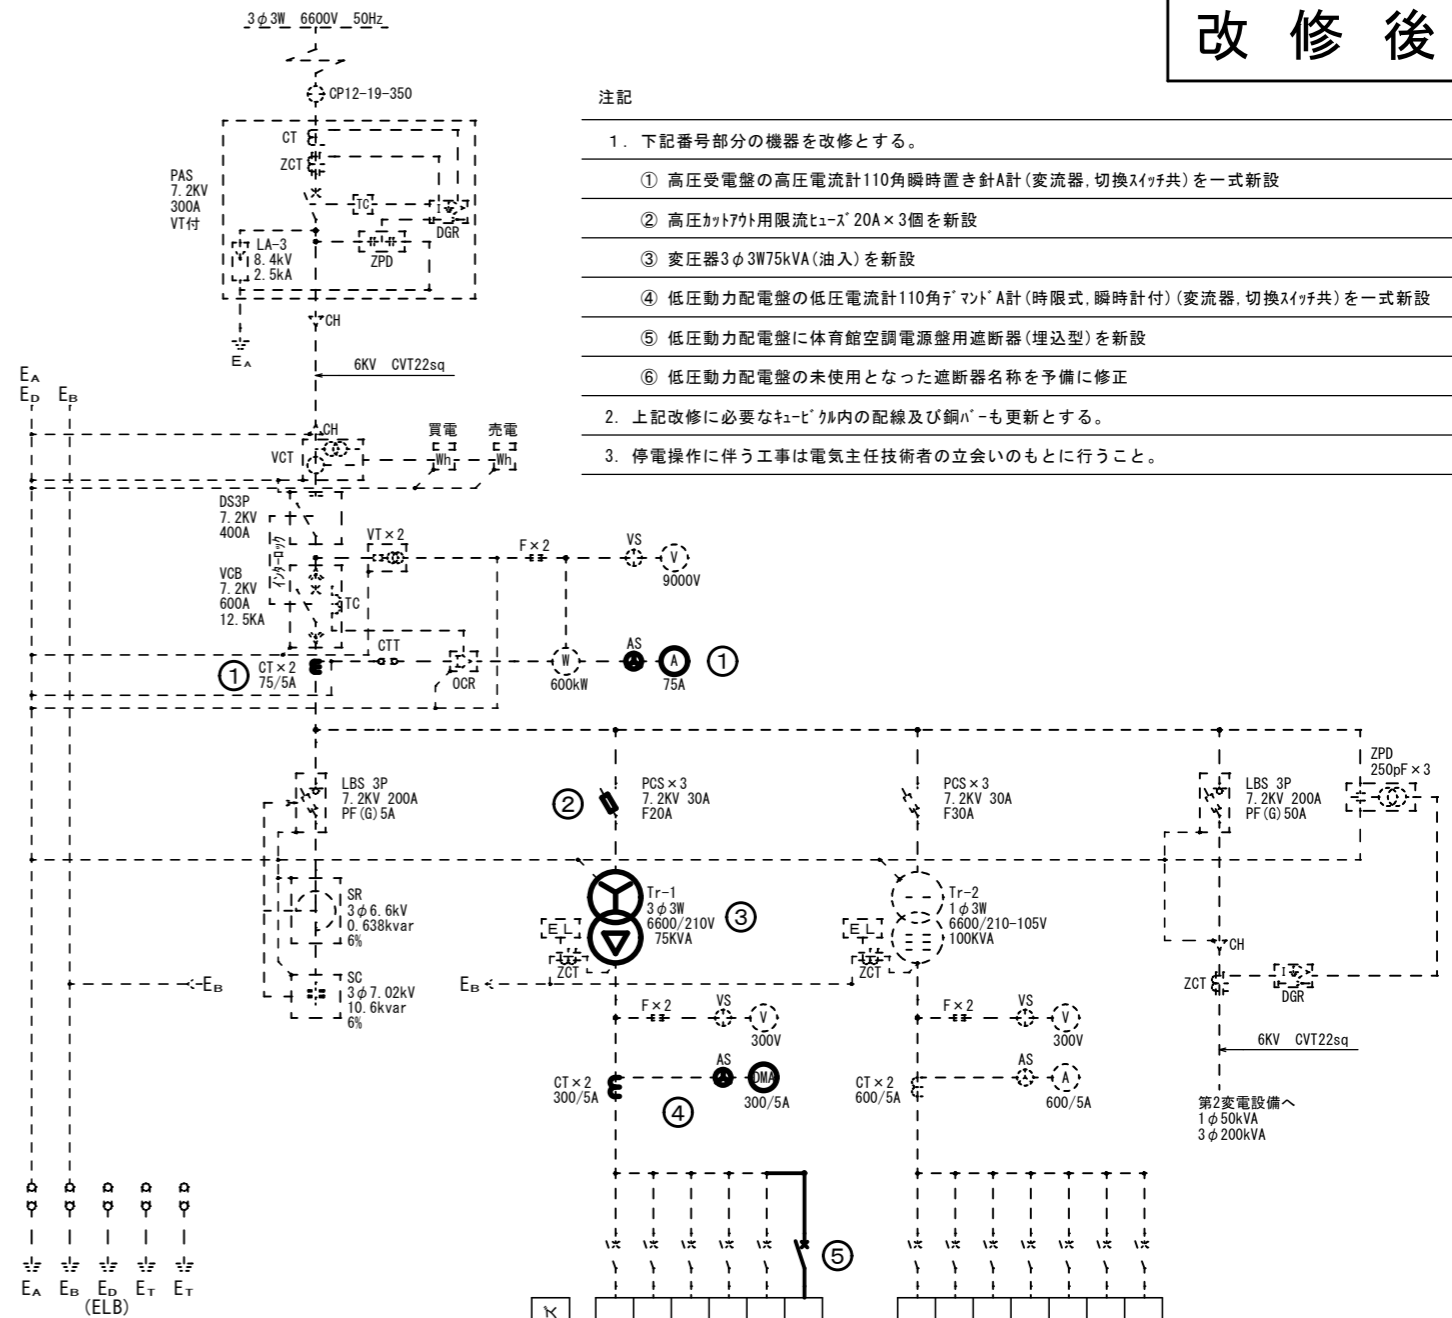 改修後
3φ3W 6600V 50Hz
CP12-19-350
CT
ZCT
PAS
7.2KV
300A
VT付
TC
I
DGR
ZPD
LA-3
8.4kV
2.5kA
CH
EA
6KV CVT22sq
注記
1. 下記番号部分の機器を改修とする。
① 高圧受電盤の高圧電流計110角瞬時置き針A計(変流器,切換スイッチ共)を一式新設
② 高圧カットアウト用限流ヒューズ20A×3個を新設
③ 変圧器3φ3W75kVA(油入)を新設
④ 低圧動力配電盤の低圧電流計110角デマンドA計(時限式,瞬時計付)(変流器,切換スイッチ共)を一式新設
⑤ 低圧動力配電盤に体育館空調電源盤用遮断器(埋込型)を新設
⑥ 低圧動力配電盤の未使用となった遮断器名称を予備に修正
2. 上記改修に必要なキュービクル内の配線及び銅バーも更新とする。
3. 停電操作に伴う工事は電気主任技術者の立会いのもとに行うこと。
EA
ED
EB
CH
VCT
買電
売電
Wh
Wh
DS3P
7.2KV
400A
インターロック
VCB
7.2KV
600A
12.5KA
TC
VT×2
F×2
VS
V
9000V
CTT
① CT×2
75/5A
OCR
W
600kW
AS
A
75A
①
LBS 3P
7.2KV 200A
PF(G)5A
②
PCS×3
7.2KV 30A
F20A
PCS×3
7.2KV 30A
F30A
LBS 3P
7.2KV 200A
PF(G)50A
ZPD
250pF×3
SR
3φ6.6kV
0.638kvar
6%
SC
3φ7.02kV
10.6kvar
6%
EB
EB
Tr-1
3φ3W
6600/210V
75KVA
③
EL
ZCT
Tr-2
1φ3W
6600/210-105V
100KVA
EL
ZCT
CH
ZCT
I
DGR
6KV CVT22sq
第2変電設備へ
1φ50kVA
3φ200kVA
F×2
VS
V
300V
CT×2
300/5A
AS
DMA
300/5A
④
F×2
VS
V
300V
CT×2
600/5A
AS
A
600/5A
⑤
EA
EB
ED
ET
ET
(ELB)